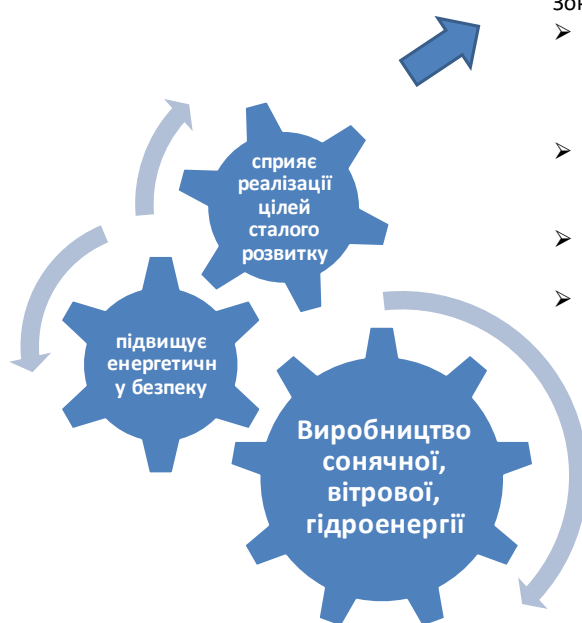 сприяє
реалізації
цілей
сталого
розвитку
підвищує
енергетичн
у безпеку
Виробництво
сонячної,
вітрової,
гідроенергії